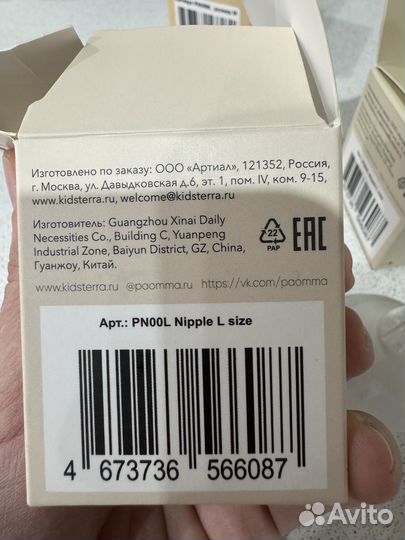 Изготовлено по заказу: ООО «Артиал», 121352, Россия,
г. Москва, ул. Давыдковская д.6, эт. 1, пом. IV, ком. 9-15,
www.kidsterra.ru, welcome@kidsterra.ru
Изготовитель: Guangzhou Xinai Daily
Necessities Co., Building C, Yuanpeng
Industrial Zone, Baiyun District, GZ, China,
Гуанжоу, Китай.
22
PAP
EAC
www.kidsterra.ru @paomma.ru https://vk.com/paomma
Арт.: PN00L Nipple L size
4 673736 566087
Avito